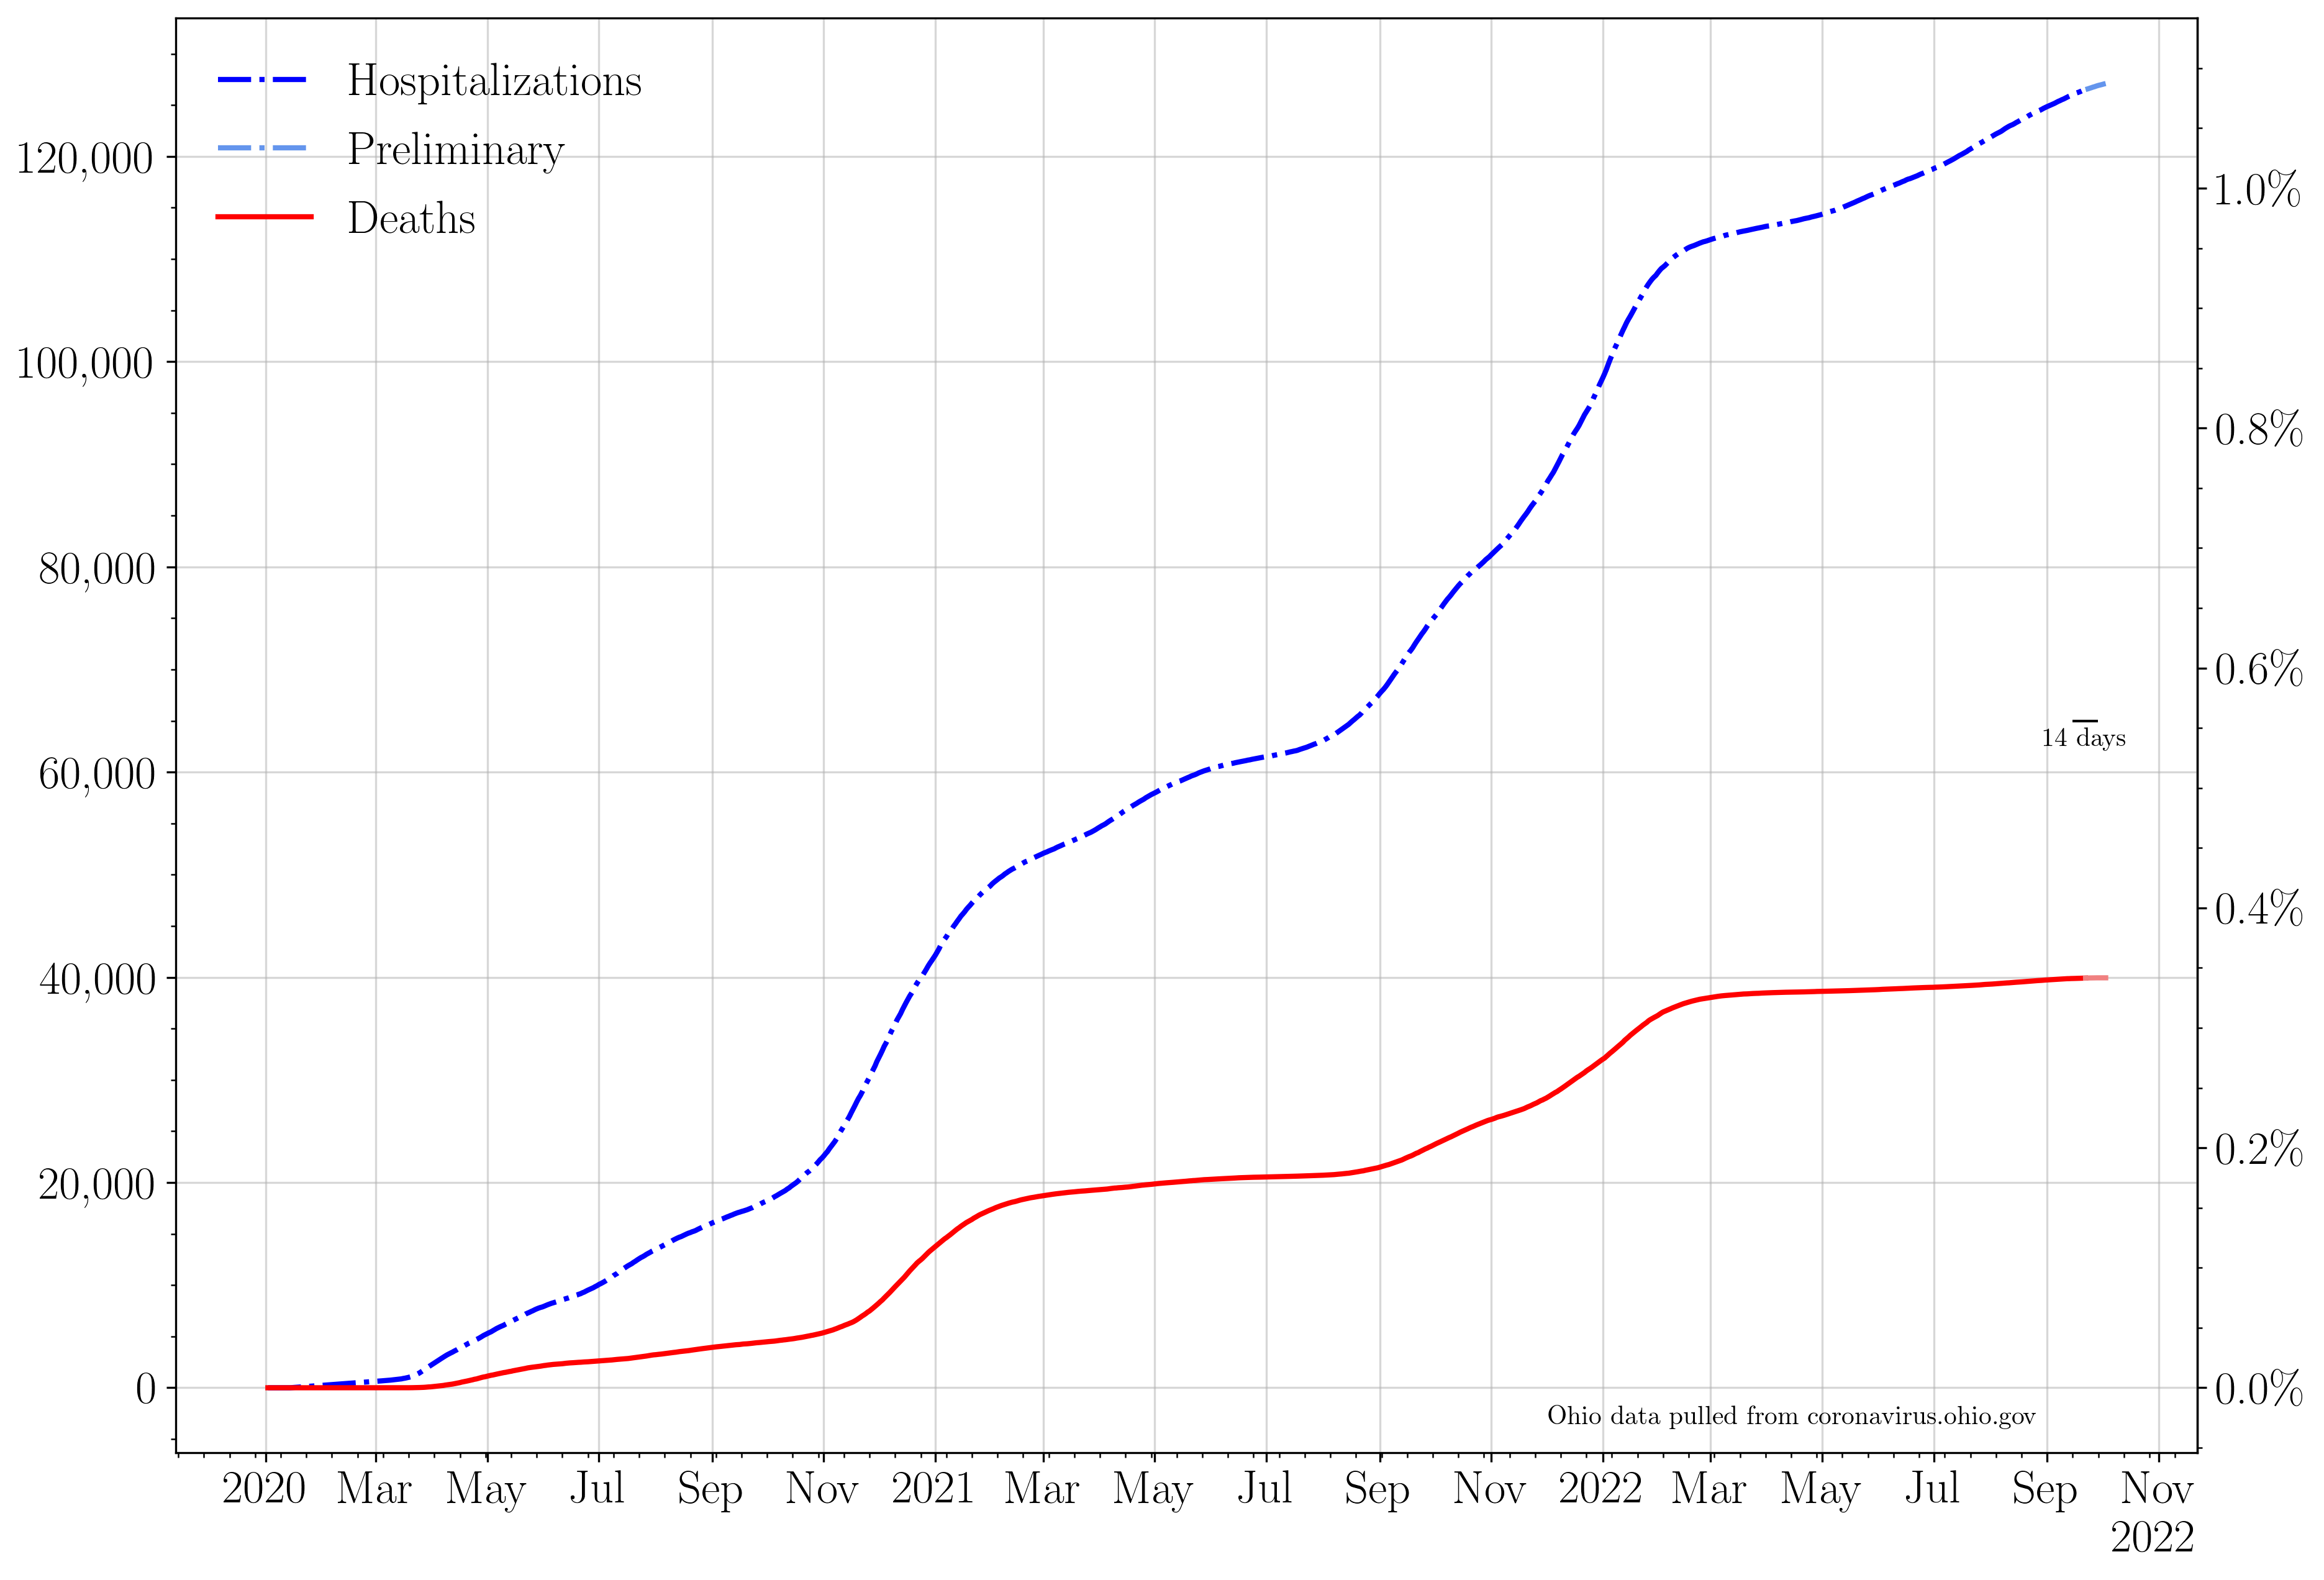 Hospitalizations
Preliminary
Deaths
120,000
100,000
80,000
60,000
40,000
20,000
0
1.0%
0.8%
0.6%
0.4%
0.2%
0.0%
14 days
Ohio data pulled from coronavirus.ohio.gov
2020 Mar May Jul Sep Nov 2021 Mar May Jul Sep Nov 2022 Mar May Jul Sep Nov
2022